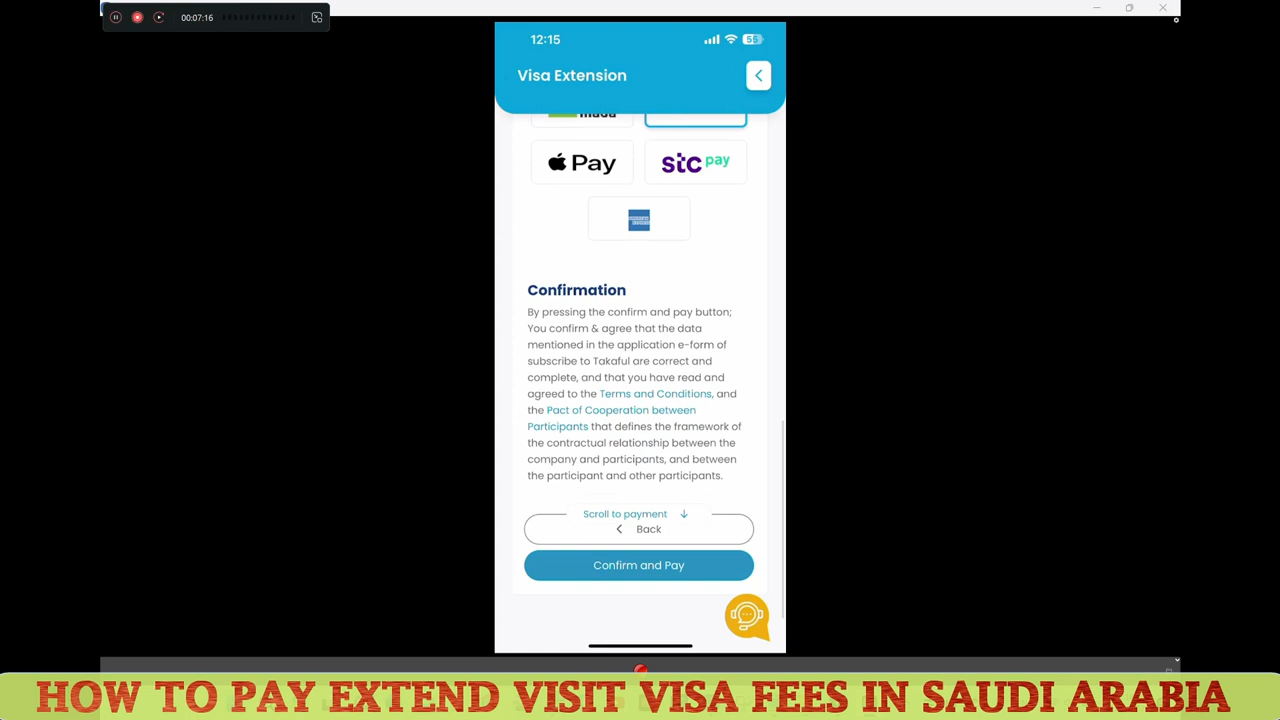 00:07:16
12:15
55
Visa Extension
mada
Pay
stc pay
AMERICAN EXPRESS
Confirmation
By pressing the confirm and pay button;
You confirm & agree that the data
mentioned in the application e-form of
subscribe to Takaful are correct and
complete, and that you have read and
agreed to the Terms and Conditions, and
the Pact of Cooperation between
Participants that defines the framework of
the contractual relationship between the
company and participants, and between
the participant and other participants.
Scroll to payment ↓
Back
Confirm and Pay
HOW TO PAY EXTEND VISIT VISA FEES IN SAUDI ARABIA